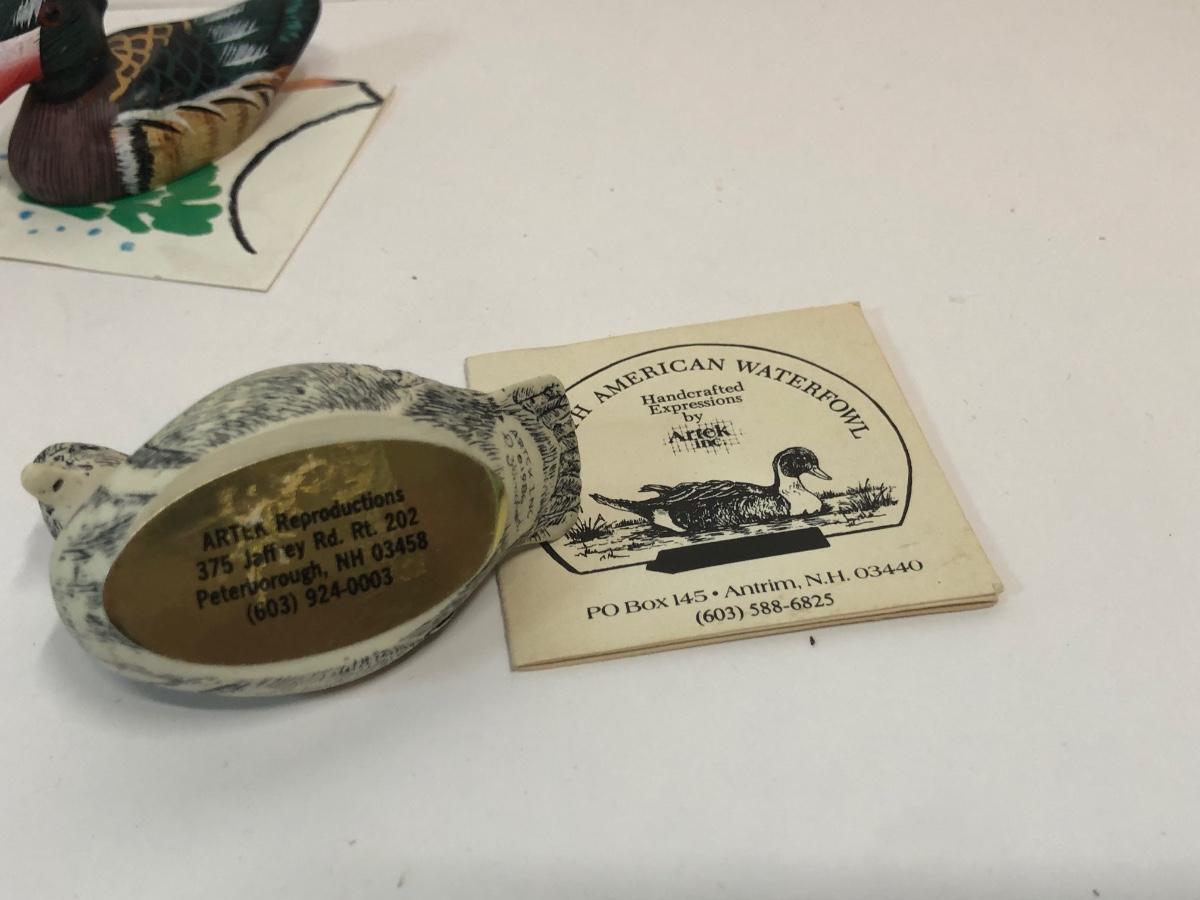 ARTEK Reproductions
375 Jaffrey Rd. Rt. 202
Peterborough, NH 03458
(603) 924-0003
H AMERICAN WATERFOWL
Handcrafted
Expressions
by
Artek
Inc.
PO Box 145 • Antrim, N.H. 03440
(603) 588-6825